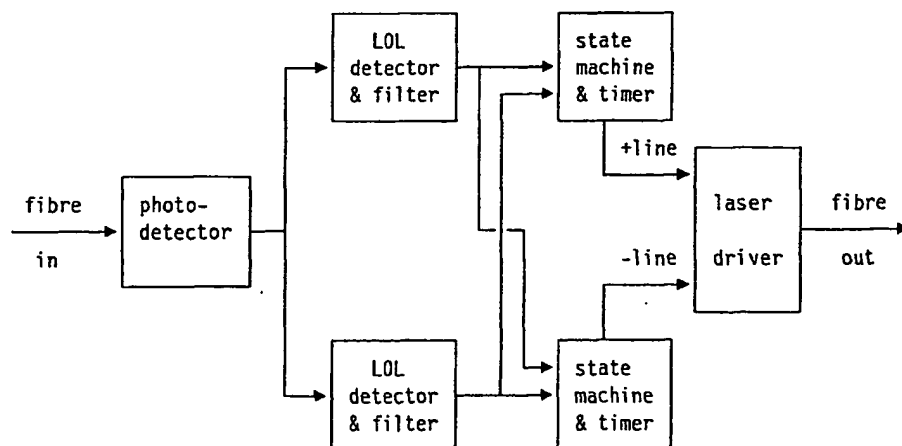 LOL
detector
& filter
state
machine
& timer
+line
fibre
in
photo-
detector
laser
driver
fibre
out
-line
LOL
detector
& filter
state
machine
& timer